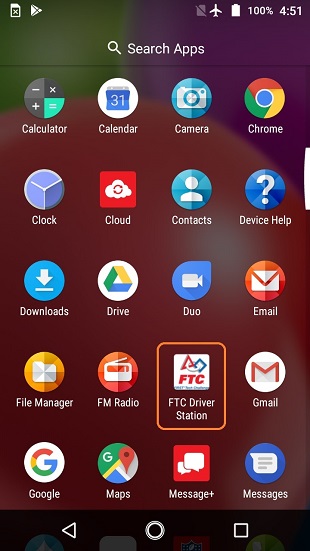 100% 4:51
Search Apps
Calculator Calendar Camera Chrome
31
Clock Cloud Contacts Device Help
Downloads Drive Duo Email
FTC
File Manager FM Radio FTC Driver Gmail
Station
Google Maps Message+ Messages